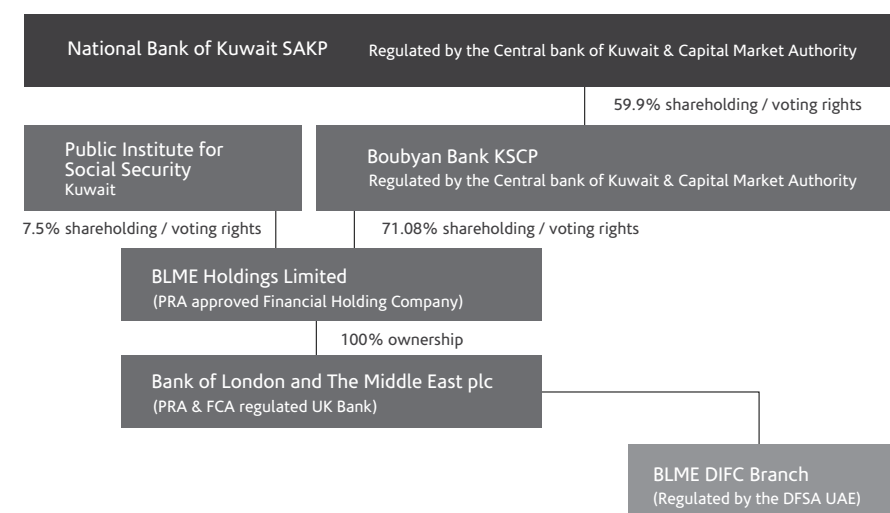 National Bank of Kuwait SAKP
Regulated by the Central bank of Kuwait & Capital Market Authority
59.9% shareholding / voting rights
Public Institute for
Social Security
Kuwait
Boubyan Bank KSCP
Regulated by the Central bank of Kuwait & Capital Market Authority
7.5% shareholding / voting rights
71.08% shareholding / voting rights
BLME Holdings Limited
(PRA approved Financial Holding Company)
100% ownership
Bank of London and The Middle East plc
(PRA & FCA regulated UK Bank)
BLME DIFC Branch
(Regulated by the DFSA UAE)